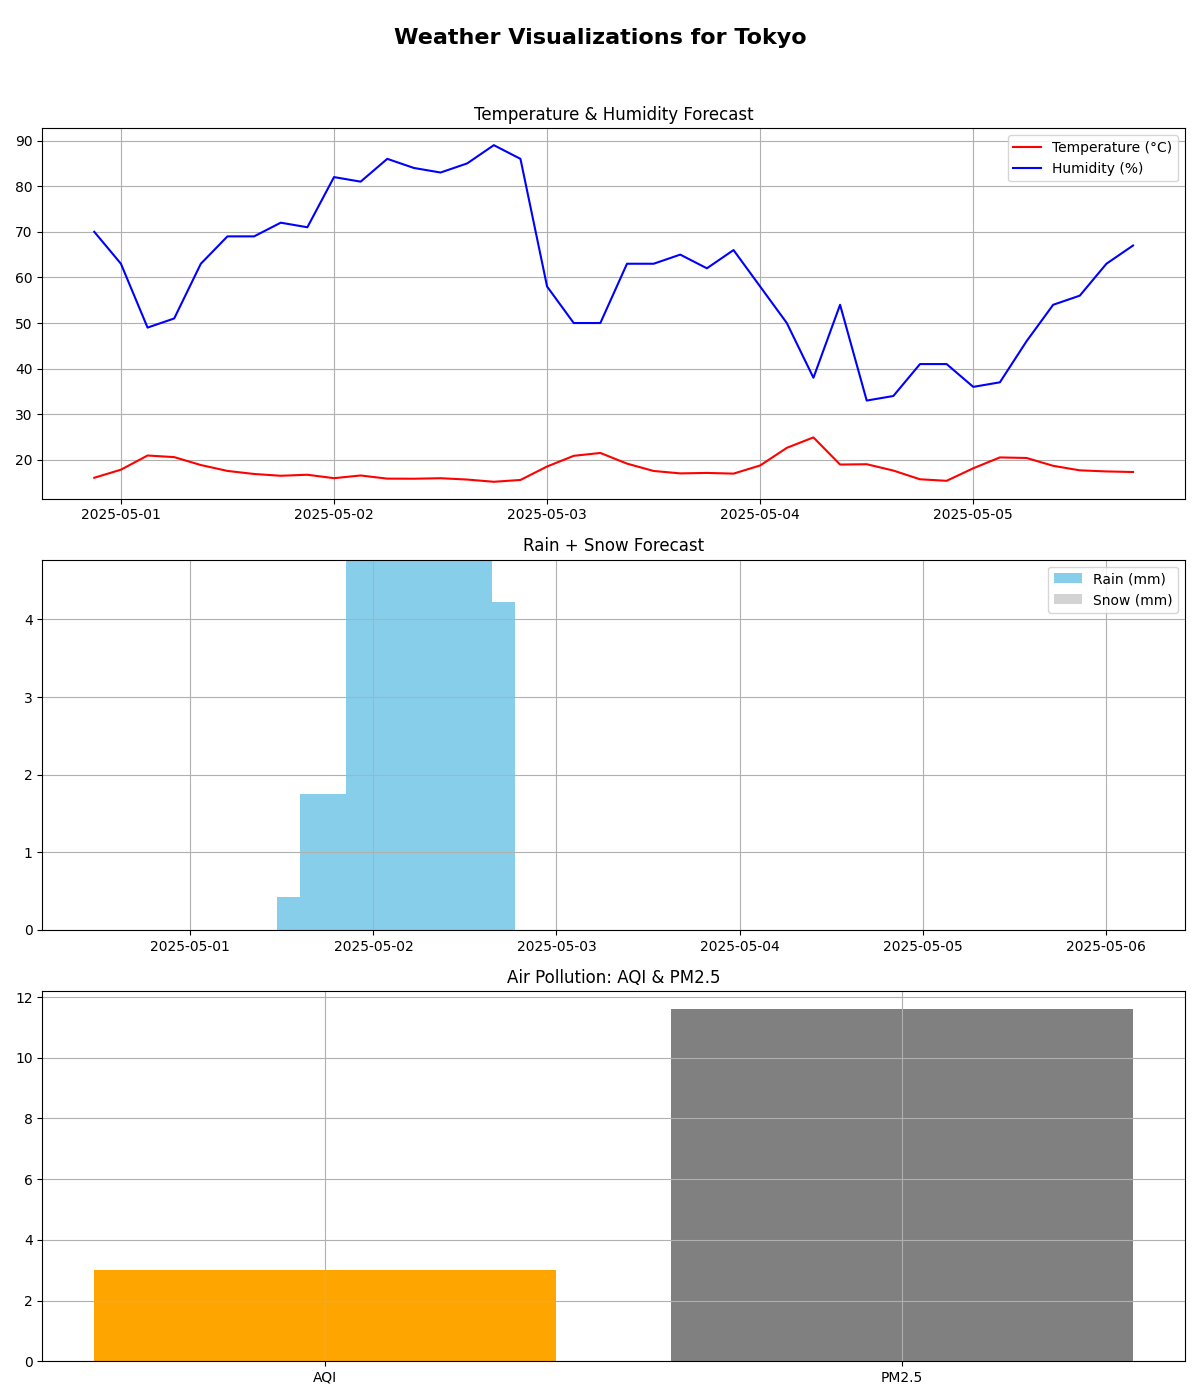 Weather Visualizations for Tokyo
Temperature & Humidity Forecast
90
80
70
60
50
40
30
20
Temperature (°C)
Humidity (%)
2025-05-01 2025-05-02 2025-05-03 2025-05-04 2025-05-05
Rain + Snow Forecast
4
3
2
1
0
Rain (mm)
Snow (mm)
2025-05-01 2025-05-02 2025-05-03 2025-05-04 2025-05-05 2025-05-06
Air Pollution: AQI & PM2.5
12
10
8
6
4
2
0
AQI PM2.5